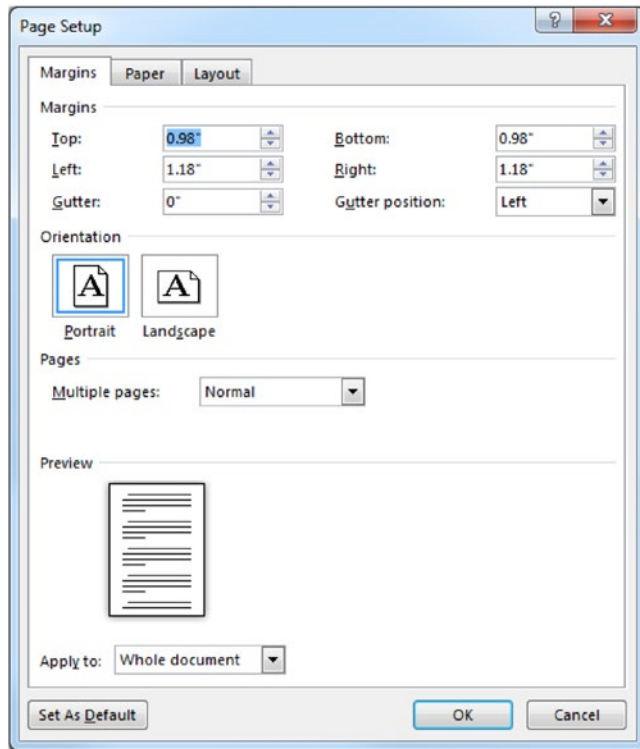 Page Setup
Margins Paper Layout
Margins
Top: 0.98" Bottom: 0.98"
Left: 1.18" Right: 1.18"
Gutter: 0" Gutter position: Left
Orientation
A A
Portrait Landscape
Pages
Multiple pages: Normal
Preview
Apply to: Whole document
Set As Default OK Cancel